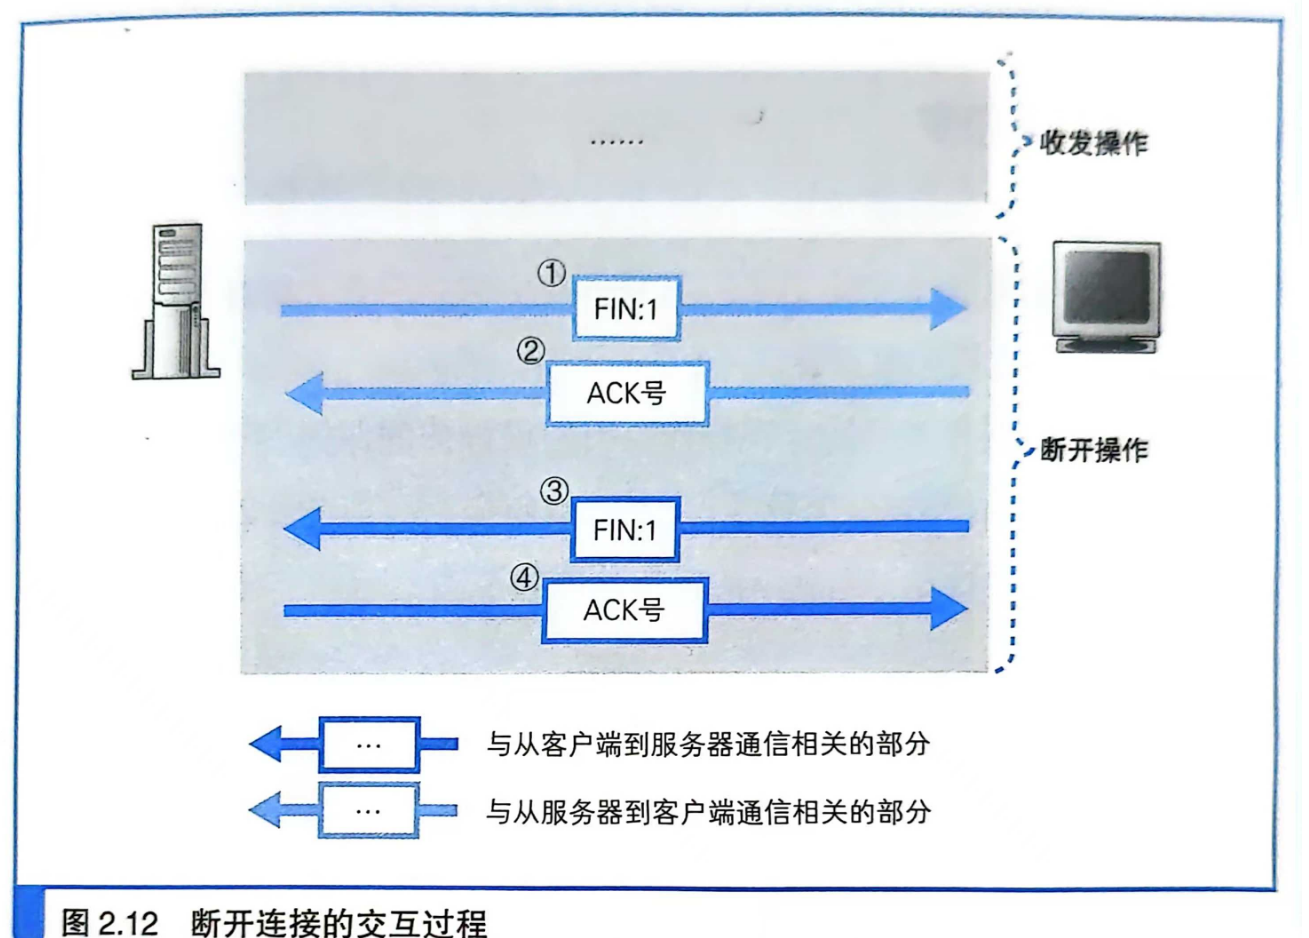 ……
收发操作
①
FIN:1
②
ACK号
断开操作
③
FIN:1
④
ACK号
… 与从客户端到服务器通信相关的部分
… 与从服务器到客户端通信相关的部分
图 2.12 断开连接的交互过程